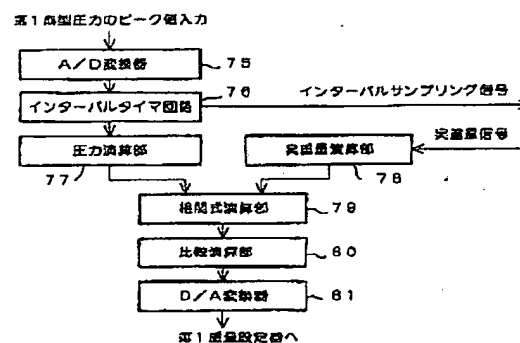 第1成型圧力のピーク値入力
A/D変換器
75
インターバルタイマ回路
76
インターバルサンプリング信号
圧力演算部
77
実重量演算部
78
実重量信号
相関式演算部
79
比較演算部
80
D/A変換器
81
第1質量設定器へ